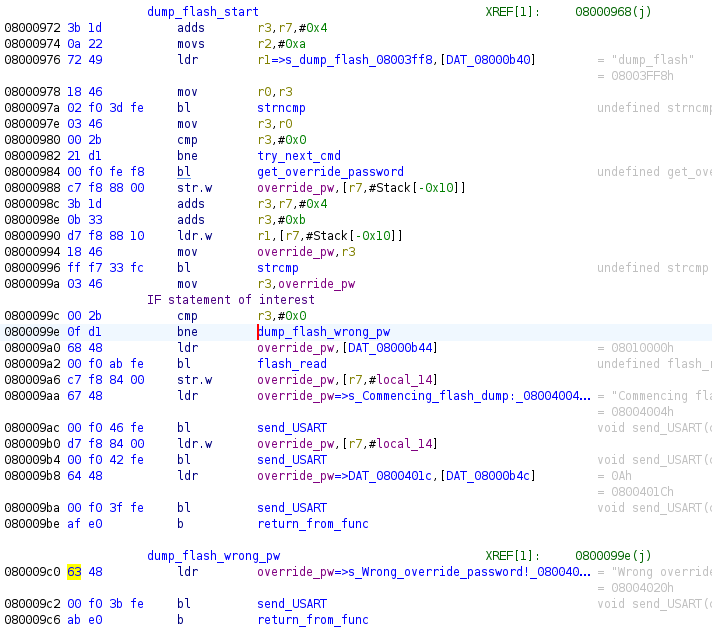 dump_flash_start XREF[1]: 08000968(j)
08000972 3b 1d adds r3,r7,#0x4
08000974 0a 22 movs r2,#0xa
08000976 72 49 ldr r1=>s_dump_flash_08003ff8,[DAT_08000b40] = "dump_flash"
= 08003FF8h
08000978 18 46 mov r0,r3
0800097a 02 f0 3d fe bl strncmp undefined strncmp
0800097e 03 46 mov r3,r0
08000980 00 2b cmp r3,#0x0
08000982 21 d1 bne try_next_cmd
08000984 00 f0 fe f8 bl get_override_password undefined get_ove
08000988 c7 f8 88 00 str.w override_pw,[r7,#Stack[-0x10]]
0800098c 3b 1d adds r3,r7,#0x4
0800098e 0b 33 adds r3,#0xb
08000990 d7 f8 88 10 ldr.w r1,[r7,#Stack[-0x10]]
08000994 18 46 mov override_pw,r3
08000996 ff f7 33 fc bl strcmp undefined strcmp
0800099a 03 46 mov r3,override_pw
IF statement of interest
0800099c 00 2b cmp r3,#0x0
0800099e 0f d1 bne dump_flash_wrong_pw
080009a0 68 48 ldr override_pw,[DAT_08000b44] = 08010000h
080009a2 00 f0 ab fe bl flash_read undefined flash_r
080009a6 c7 f8 84 00 str.w override_pw,[r7,#local_14]
080009aa 67 48 ldr override_pw=>s_Commencing_flash_dump:_08004004... = "Commencing fl
= 08004004h
080009ac 00 f0 46 fe bl send_USART void send_USART(c
080009b0 d7 f8 84 00 ldr.w override_pw,[r7,#local_14]
080009b4 00 f0 42 fe bl send_USART void send_USART(c
080009b8 64 48 ldr override_pw=>DAT_0800401c,[DAT_08000b4c] = 0Ah
= 0800401Ch
080009ba 00 f0 3f fe bl send_USART void send_USART(c
080009be af e0 b return_from_func
dump_flash_wrong_pw XREF[1]: 0800099e(j)
080009c0 63 48 ldr override_pw=>s_Wrong_override_password!_080040... = "Wrong override
= 08004020h
080009c2 00 f0 3b fe bl send_USART void send_USART(c
080009c6 ab e0 b return_from_func